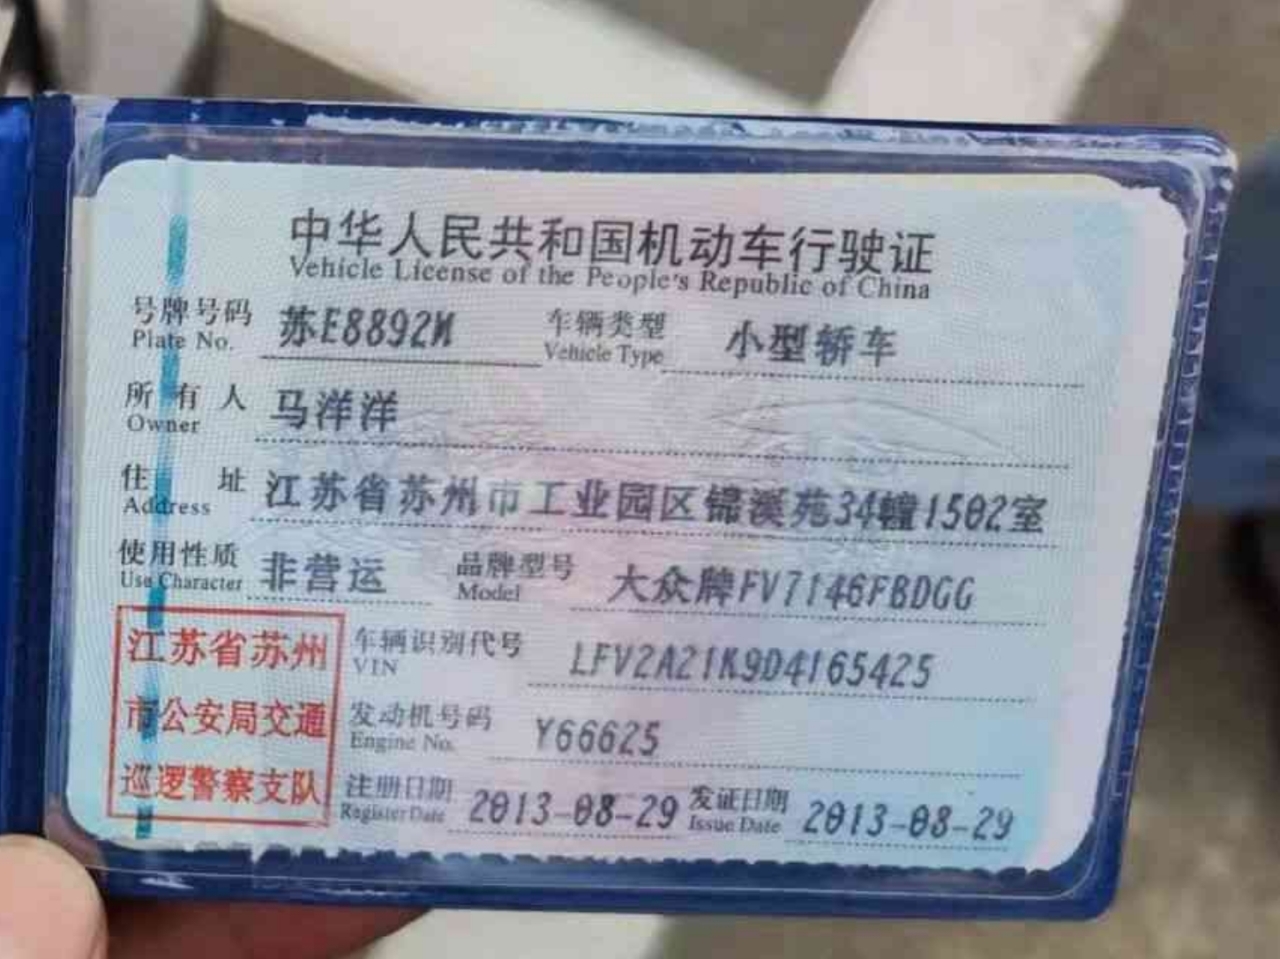 中华人民共和国机动车行驶证
Vehicle License of the People's Republic of China
号牌号码 苏E8892M 车辆类型 小型轿车
Plate No. Vehicle Type
所有人 马洋洋
Owner
住址 江苏省苏州市工业园区锦溪苑34幢1502室
Address
使用性质 非营运 品牌型号 大众牌FV7146FBDGG
Use Character Model
江苏省苏州
市公安局交通
巡逻警察支队
车辆识别代号 LFV2A21K9D4165425
VIN
发动机号码 Y66625
Engine No.
注册日期 2013-08-29 发证日期 2013-08-29
Register Date Issue Date